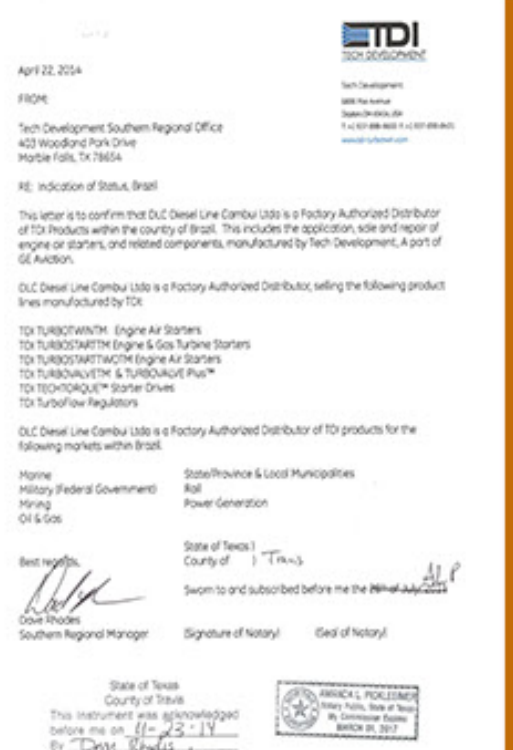 TDI
TECH DEVELOPMENT
April 22, 2014
FROM:
Tech Development
Tech Development Southern Regional Office
403 Woodland Park Drive
Marble Falls, TX 78654
RE: Indication of Status, Brazil
This letter is to confirm that DLC Diesel Line Cambui Ltda is a Factory Authorized Distributor
of TDI Products within the country of Brazil. This includes the application, sale and repair of
engine air starters, and related components, manufactured by Tech Development, A part of
GE Aviation.
DLC Diesel Line Cambui Ltda is a Factory Authorized Distributor, selling the following product
lines manufactured by TDI:
TDI TURBOTWINTM Engine Air Starters
TDI TURBOSTARTTM Engine & Gas Turbine Starters
TDI TURBOSTARTTWOTM Engine Air Starters
TDI TURBOVALVETM & TURBOVALVE Plus™
TDI TECHTORQUE™ Starter Drives
TDI TurboFlow Regulators
DLC Diesel Line Cambui Ltda is a Factory Authorized Distributor of TDI products for the
following markets within Brazil.
Marine State/Province & Local Municipalities
Military (Federal Government) Rail
Mining Power Generation
Oil & Gas
State of Texas )
Best regards, County of ) Travis
ALP
Sworn to and subscribed before me the
Dave Rhodes
Southern Regional Manager (Signature of Notary) (Seal of Notary)
State of Texas
County of Travis
This instrument was acknowledged
before me on 4-23-14
By Dave Rhodes
AMANDA L. PICKLESIMER
Notary Public, State of Texas
My Commission Expires
MARCH 01, 2017